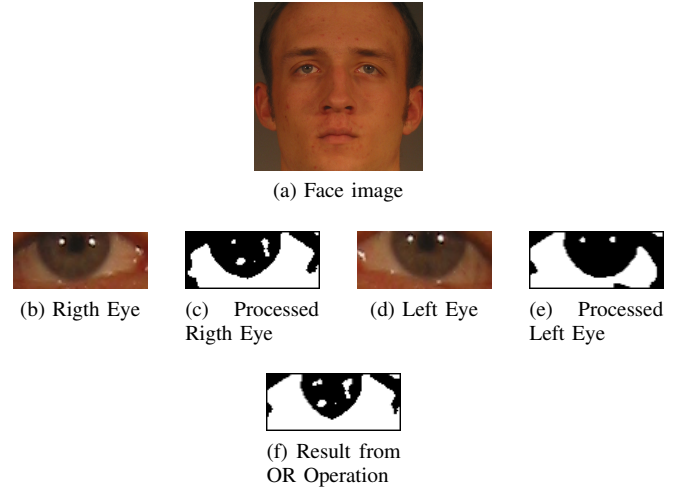 (a) Face image
(b) Rigth Eye
(c) Processed
Rigth Eye
(d) Left Eye
(e) Processed
Left Eye
(f) Result from
OR Operation